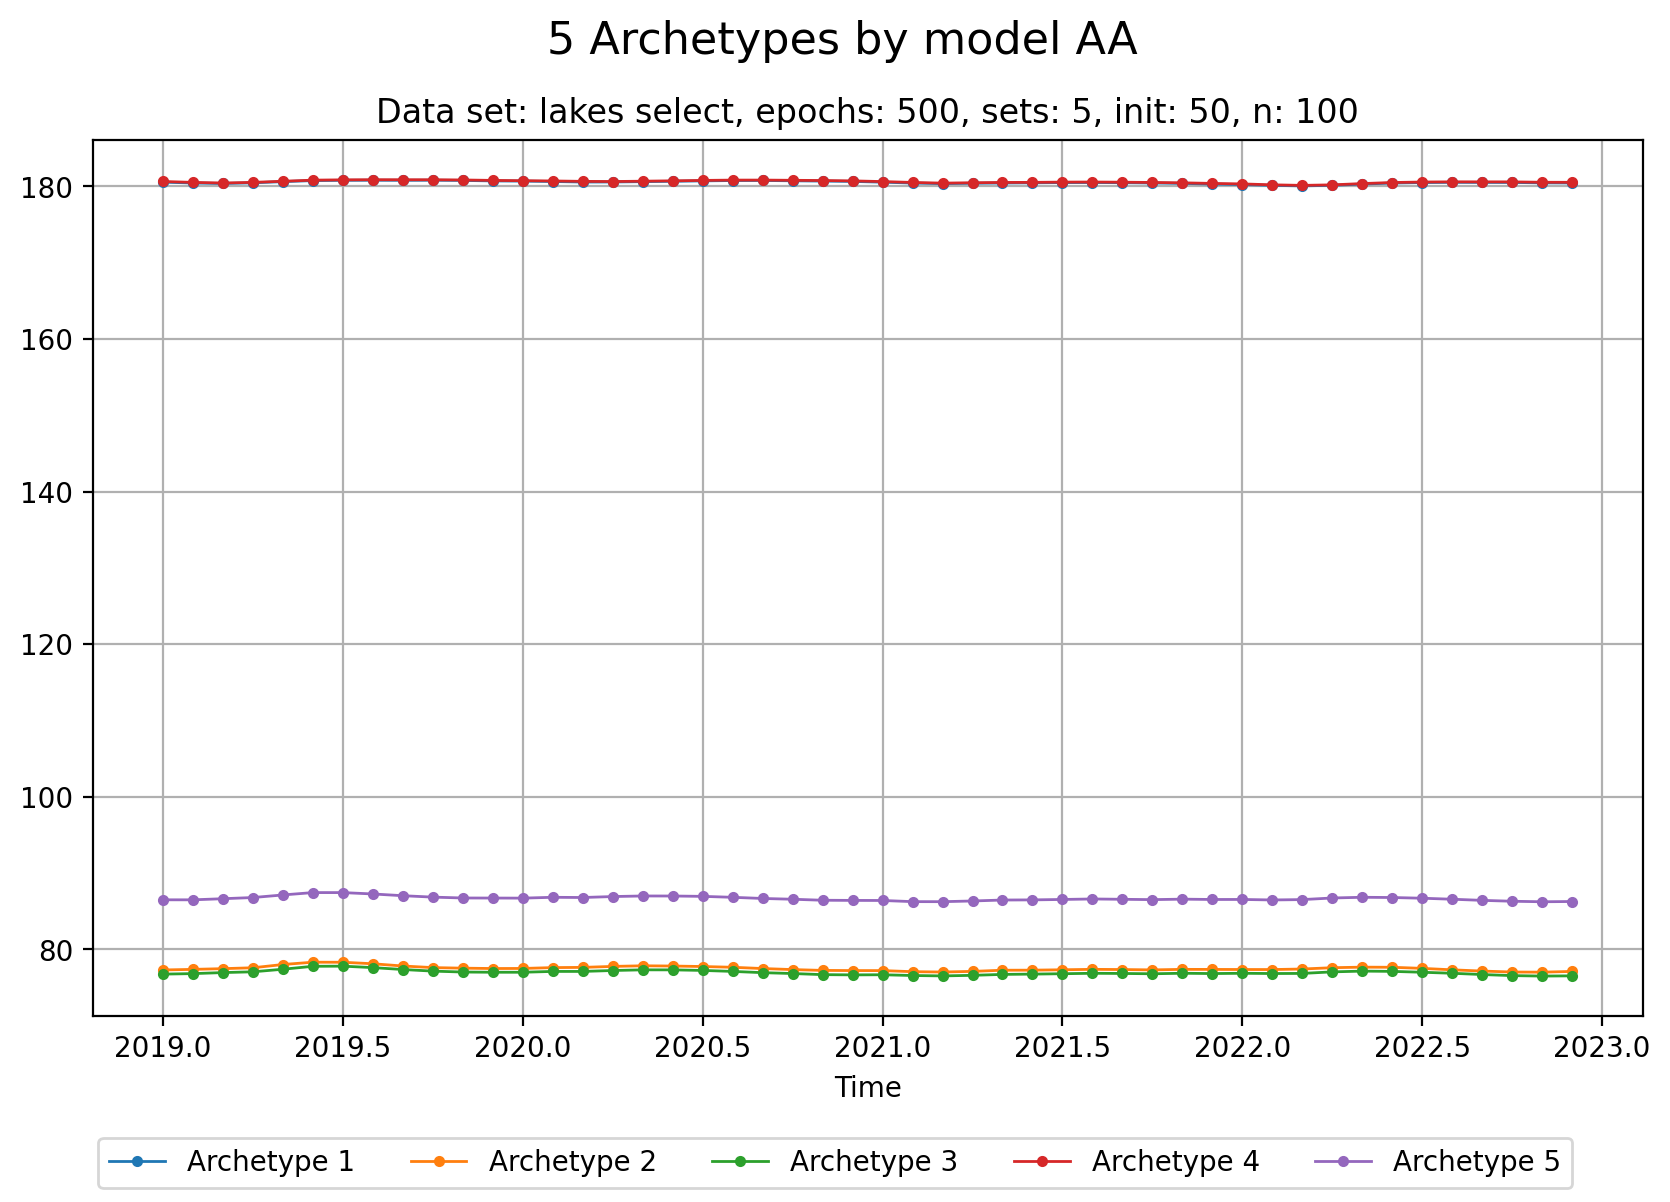 5 Archetypes by model AA
Data set: lakes select, epochs: 500, sets: 5, init: 50, n: 100
180
160
140
120
100
80
2019.0 2019.5 2020.0 2020.5 2021.0 2021.5 2022.0 2022.5 2023.0
Time
Archetype 1 Archetype 2 Archetype 3 Archetype 4 Archetype 5